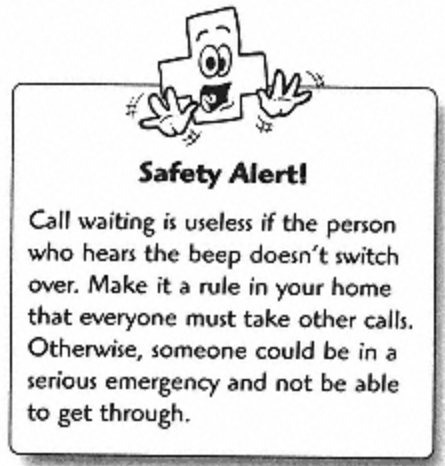 Safety Alert!
Call waiting is useless if the person
who hears the beep doesn't switch
over. Make it a rule in your home
that everyone must take other calls.
Otherwise, someone could be in a
serious emergency and not be able
to get through.